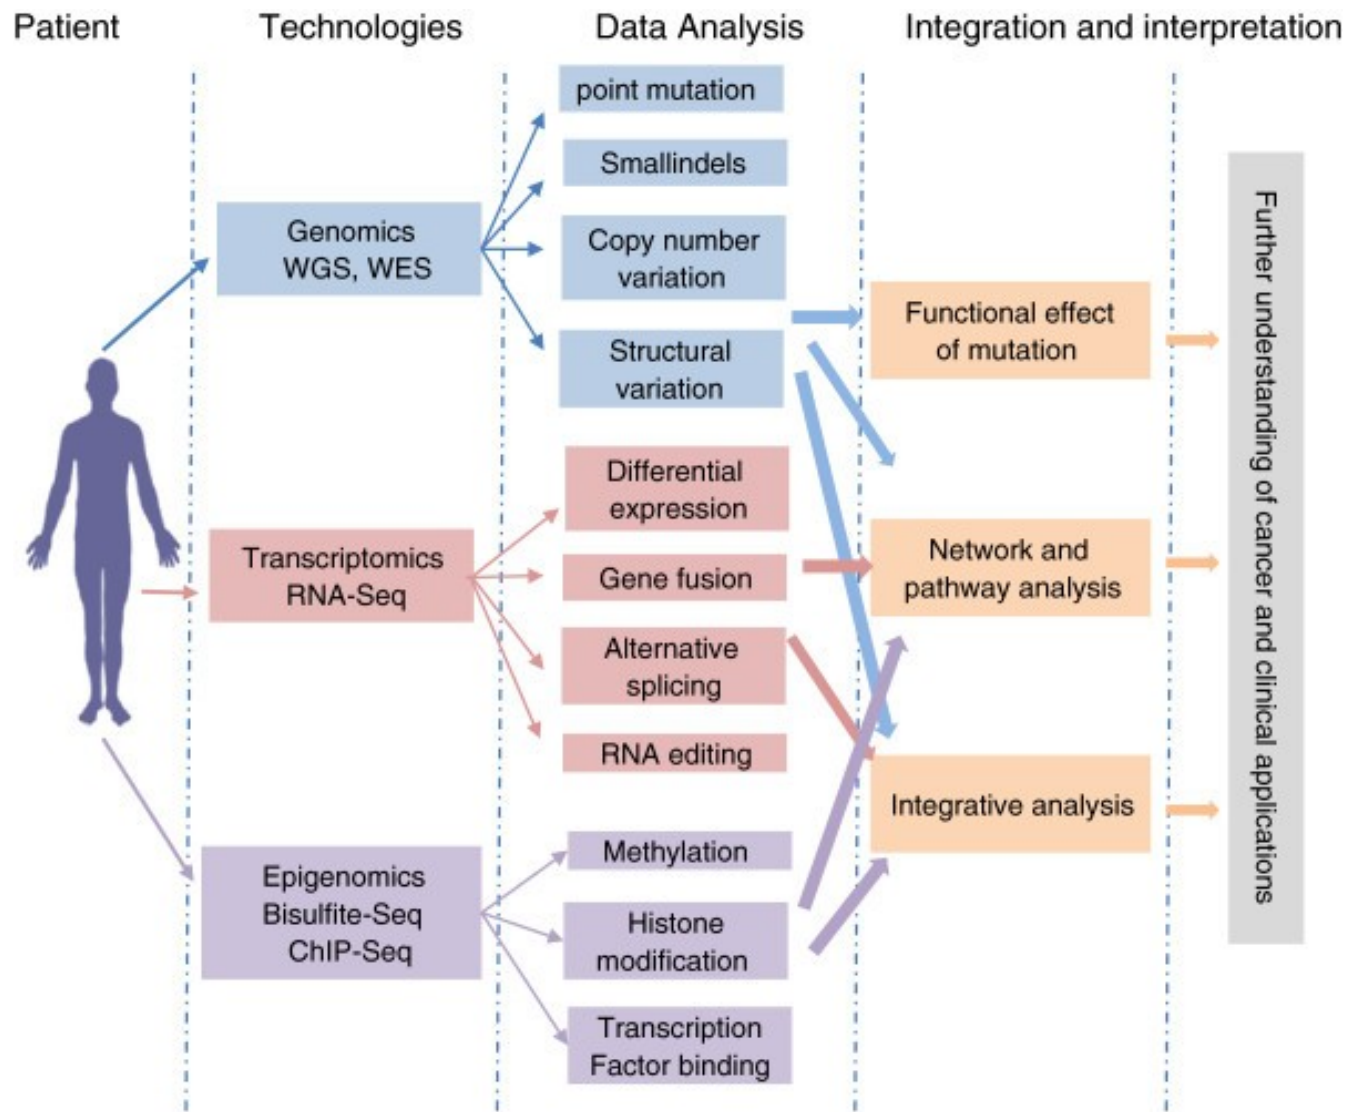 Patient
Technologies
Data Analysis
Integration and interpretation
point mutation
Smallindels
Genomics
WGS, WES
Copy number
variation
Structural
variation
Functional effect
of mutation
Differential
expression
Transcriptomics
RNA-Seq
Gene fusion
Alternative
splicing
RNA editing
Network and
pathway analysis
Epigenomics
Bisulfite-Seq
ChIP-Seq
Methylation
Histone
modification
Transcription
Factor binding
Integrative analysis
Further understanding of cancer and clinical applications